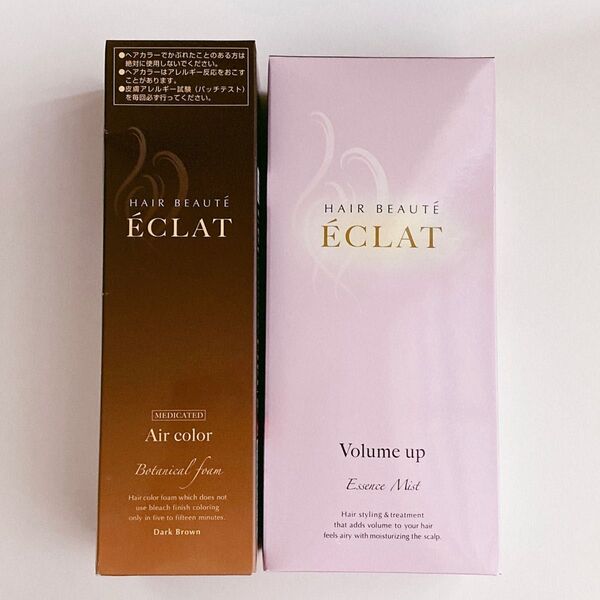 ●ヘアカラーでかぶれたことのある方は
絶対に使用しないでください。
●ヘアカラーはアレルギー反応をおこす
ことがあります。
●皮膚アレルギー試験（パッチテスト）
を毎回必ず行ってください。
HAIR BEAUTÉ
ÉCLAT
MEDICATED
Air color
Botanical foam
Hair color foam which does not
use bleach finish coloring
only in five to fifteen minutes.
Dark Brown
HAIR BEAUTÉ
ÉCLAT
Volume up
Essence Mist
Hair styling & treatment
that adds volume to your hair
feels airy with moisturizing the scalp.